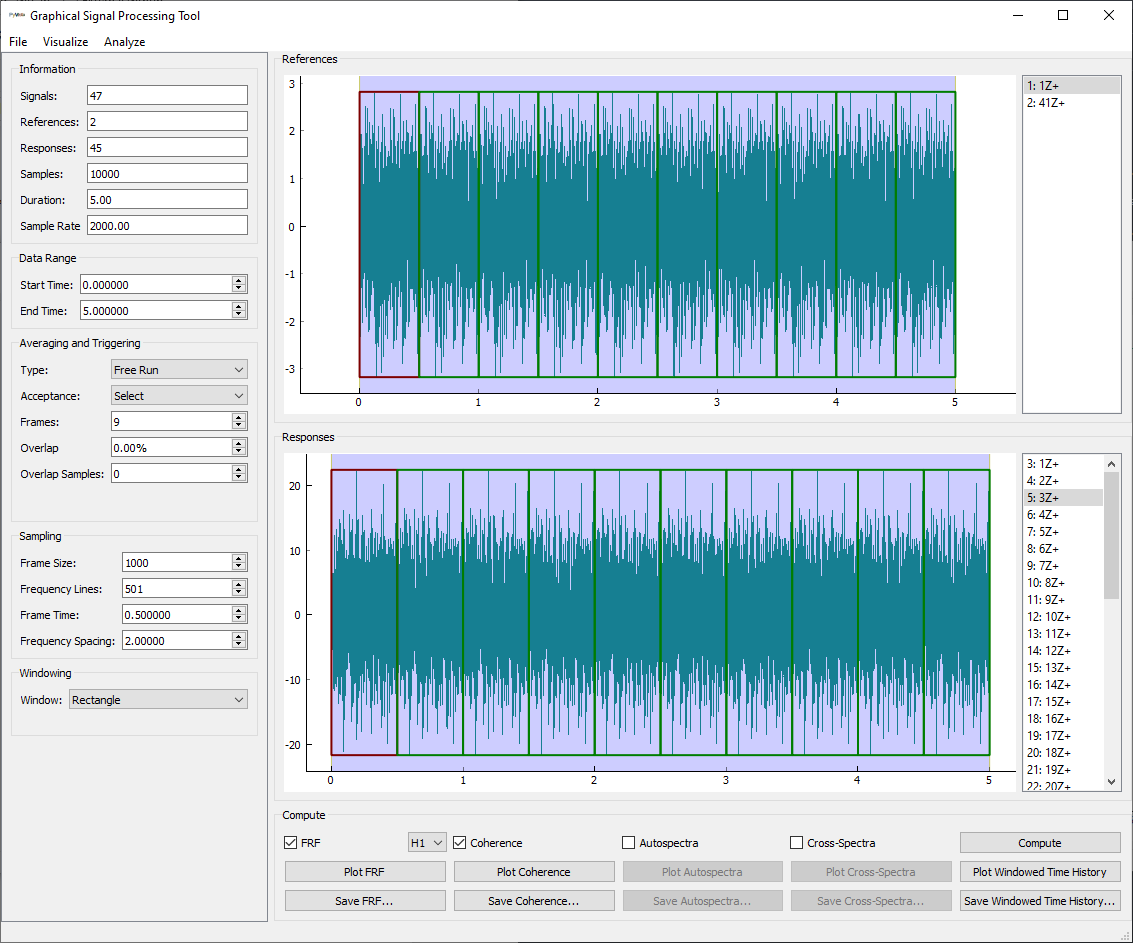 Graphical Signal Processing Tool
File Visualize Analyze
Information
Signals: 47
References: 2
Responses: 45
Samples: 10000
Duration: 5.00
Sample Rate 2000.00
Data Range
Start Time: 0.000000
End Time: 5.000000
Averaging and Triggering
Type: Free Run
Acceptance: Select
Frames: 9
Overlap 0.00%
Overlap Samples: 0
Sampling
Frame Size: 1000
Frequency Lines: 501
Frame Time: 0.500000
Frequency Spacing: 2.00000
Windowing
Window: Rectangle
References
3
2
1
0
-1
-2
-3
0 1 2 3 4 5
1: 1Z+
2: 41Z+
Responses
20
10
0
-10
-20
0 1 2 3 4 5
3: 1Z+
4: 2Z+
5: 3Z+
6: 4Z+
7: 5Z+
8: 6Z+
9: 7Z+
10: 8Z+
11: 9Z+
12: 10Z+
13: 11Z+
14: 12Z+
15: 13Z+
16: 14Z+
17: 15Z+
18: 16Z+
19: 17Z+
20: 18Z+
21: 19Z+
22: 20Z+
Compute
FRF H1 Coherence Autospectra Cross-Spectra Compute
Plot FRF Plot Coherence Plot Autospectra Plot Cross-Spectra Plot Windowed Time History
Save FRF... Save Coherence... Save Autospectra... Save Cross-Spectra... Save Windowed Time History...